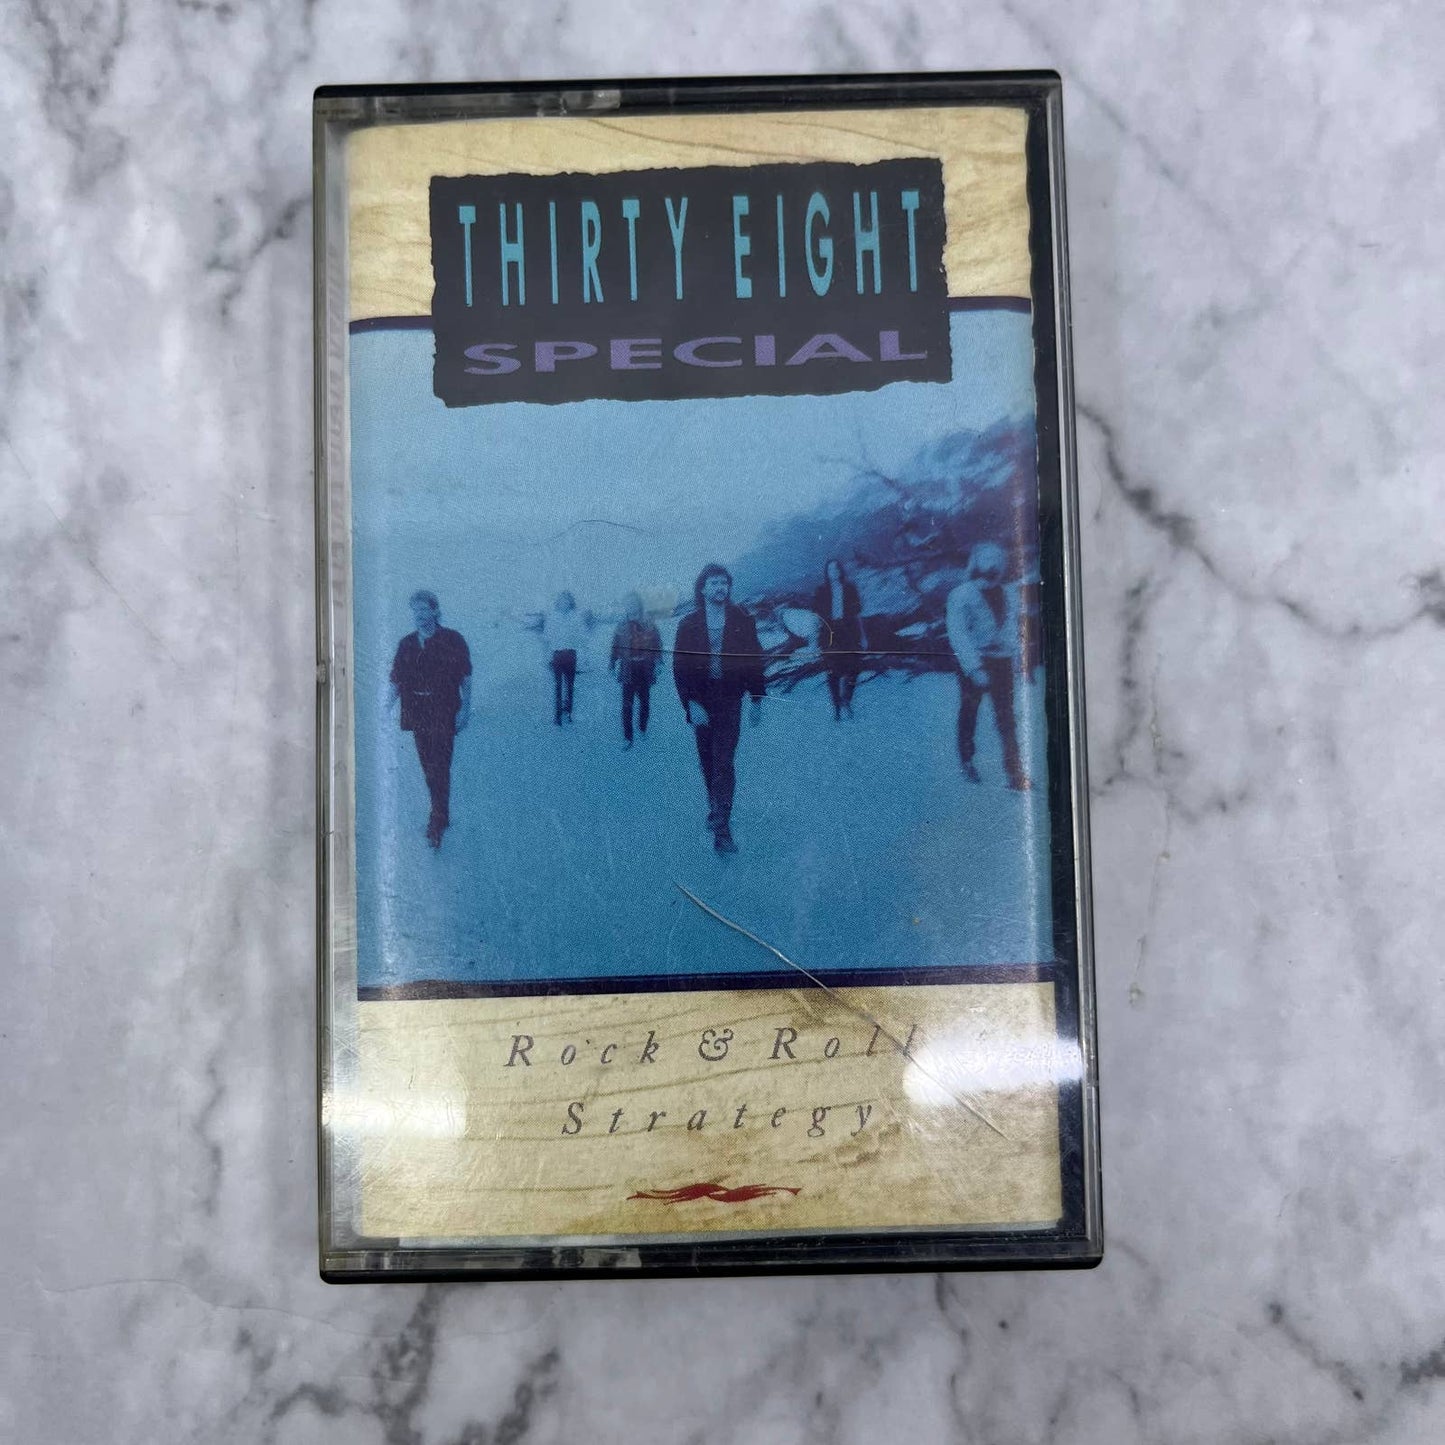 THIRTY EIGHT
SPECIAL
Rock & Roll
Strategy